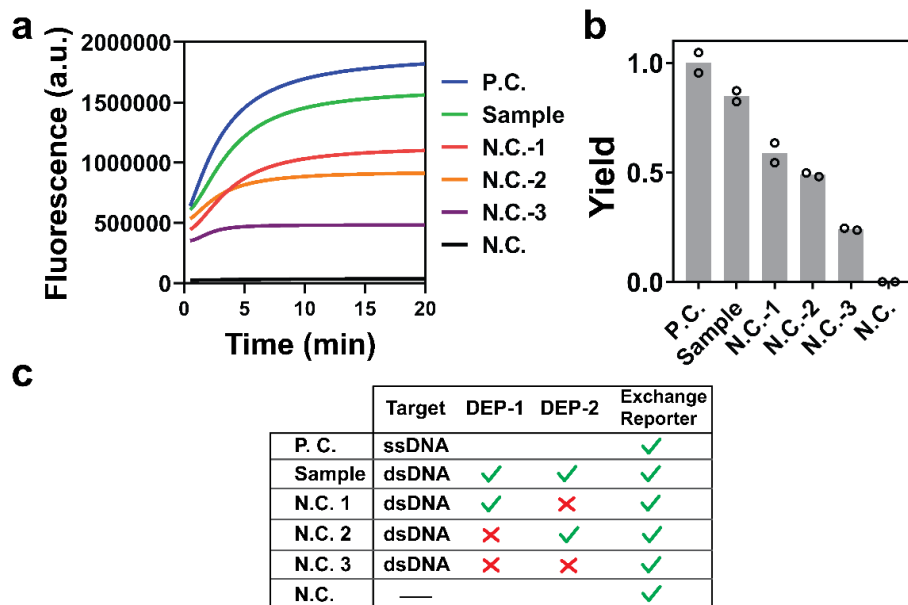 a
Fluorescence (a.u.)
2000000
1500000
1000000
500000
0
0 5 10 15 20
Time (min)
P.C.
Sample
N.C.-1
N.C.-2
N.C.-3
N.C.
b
Yield
1.0
0.5
0.0
P.C. Sample N.C.-1 N.C.-2 N.C.-3 N.C.
c
Target DEP-1 DEP-2 Exchange Reporter
P. C. ssDNA ✓
Sample dsDNA ✓ ✓ ✓
N.C. 1 dsDNA ✓ ✗ ✓
N.C. 2 dsDNA ✗ ✓ ✓
N.C. 3 dsDNA ✗ ✗ ✓
N.C. — ✓